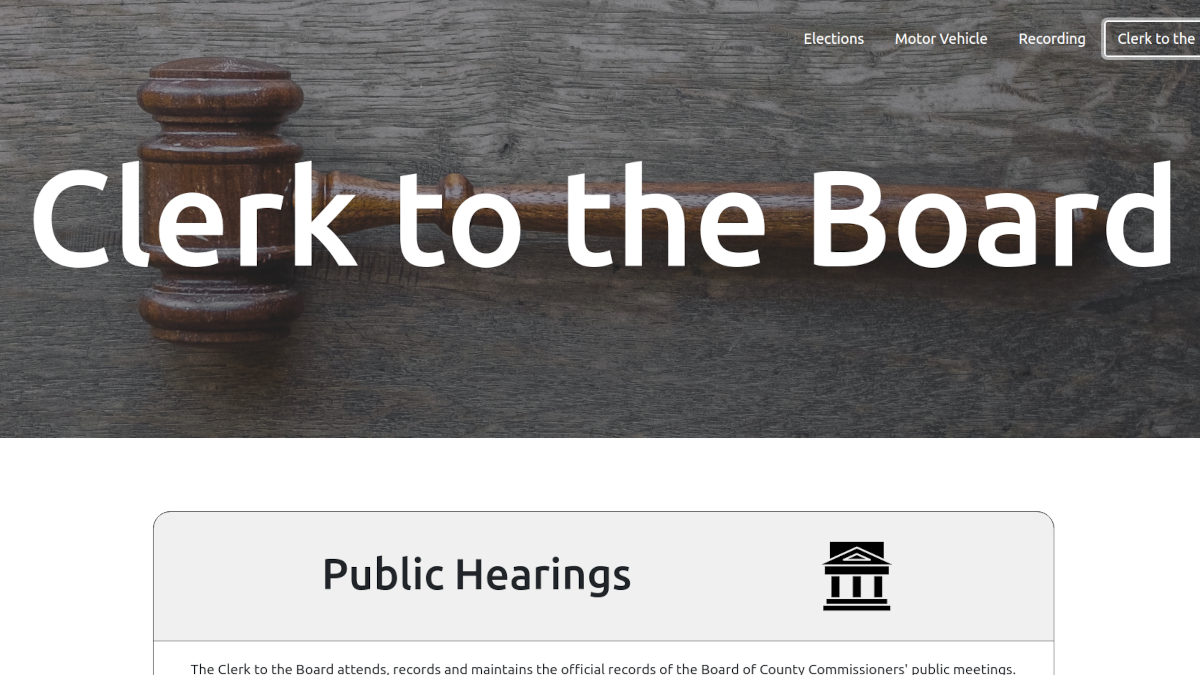 Elections Motor Vehicle Recording Clerk to the
Clerk to the Board
Public Hearings
The Clerk to the Board attends, records and maintains the official records of the Board of County Commissioners' public meetings.